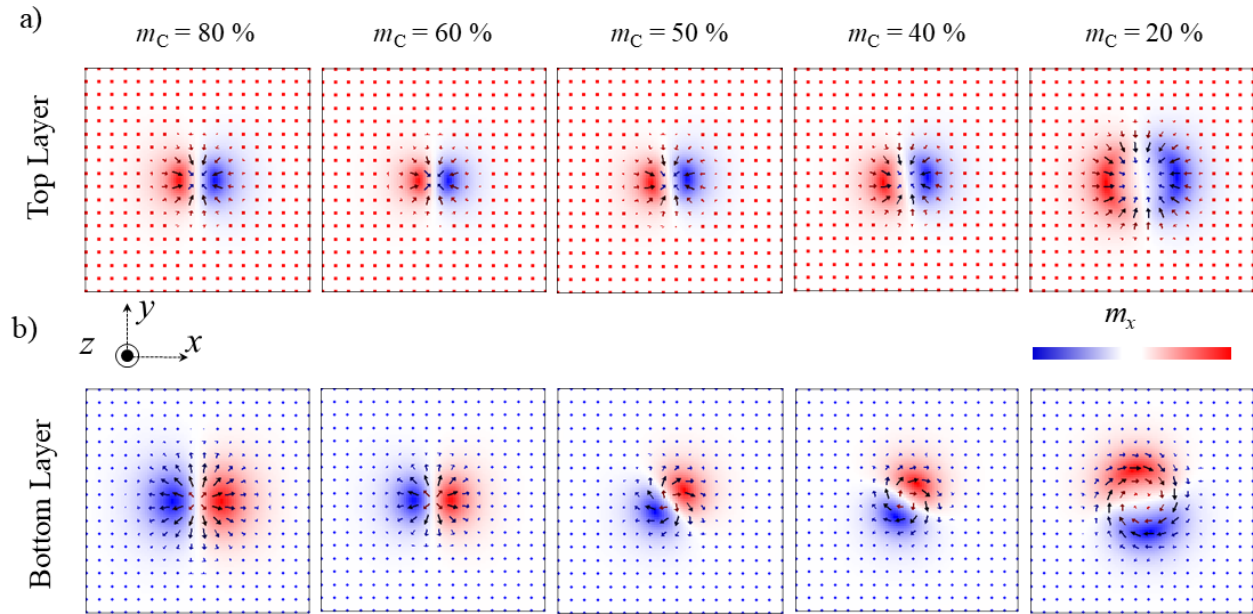 a)
m_C = 80 % m_C = 60 % m_C = 50 % m_C = 40 % m_C = 20 %
Top Layer
b)
y
z x
m_x
Bottom Layer